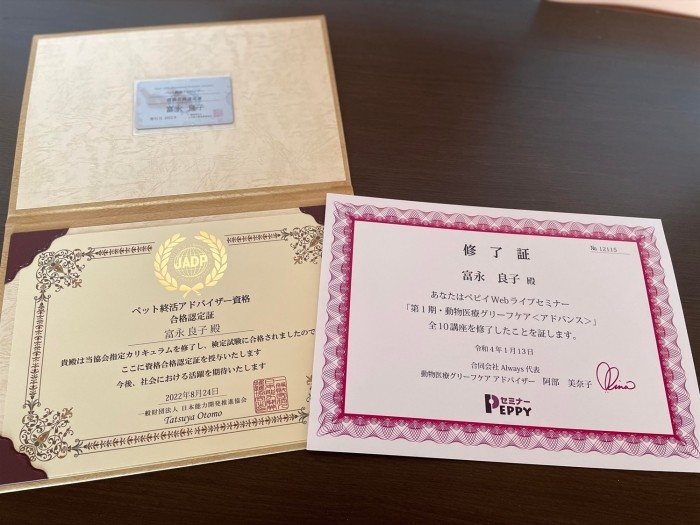 富永 良子
JADP
ペット終活アドバイザー資格
合格認定証
富永 良子 殿
貴殿は当協会指定カリキュラムを修了し、検定試験に合格されましたので
ここに資格合格認定証を授与いたします
今後、社会における活躍を期待いたします
2022年8月24日
一般財団法人 日本能力開発推進協会
Tatsuya Otomo
修了証
№ 12115
富永 良子 殿
あなたはペピイWebライブセミナー
「第1期・動物医療グリーフケア<アドバンス>」
全10講座を修了したことを証します。
令和4年1月13日
合同会社 Always 代表
動物医療グリーフケア アドバイザー 阿部 美奈子
セミナー
PEPPY